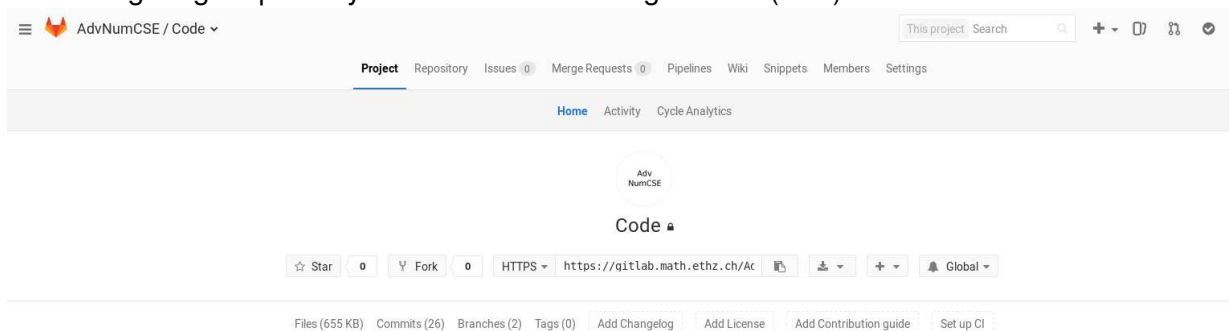 AdvNumCSE / Code
This project Search
Project Repository Issues 0 Merge Requests 0 Pipelines Wiki Snippets Members Settings
Home Activity Cycle Analytics
Adv
NumCSE
Code
Star 0 Fork 0 HTTPS https://gitlab.math.ethz.ch/Ac Global
Files (655 KB) Commits (26) Branches (2) Tags (0) Add Changelog Add License Add Contribution guide Set up CI